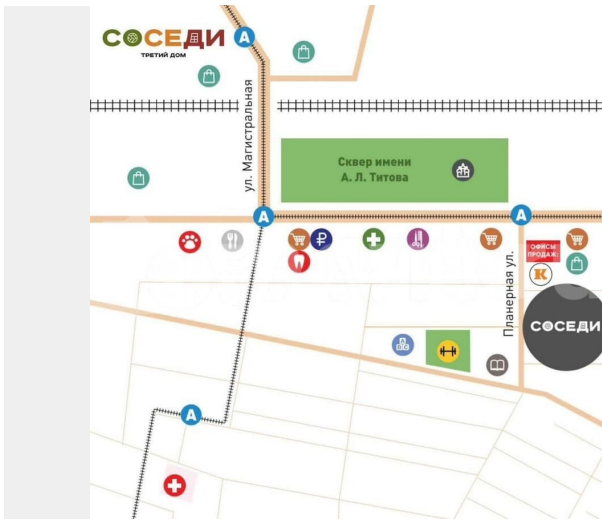 СОСЕДИ
ТРЕТИЙ ДОМ
А
ул. Магистральная
Сквер имени
А. Л. Титова
А
А
Планерная ул.
ОФИСЫ
ПРОДАЖ:
К
СОСЕДИ
А